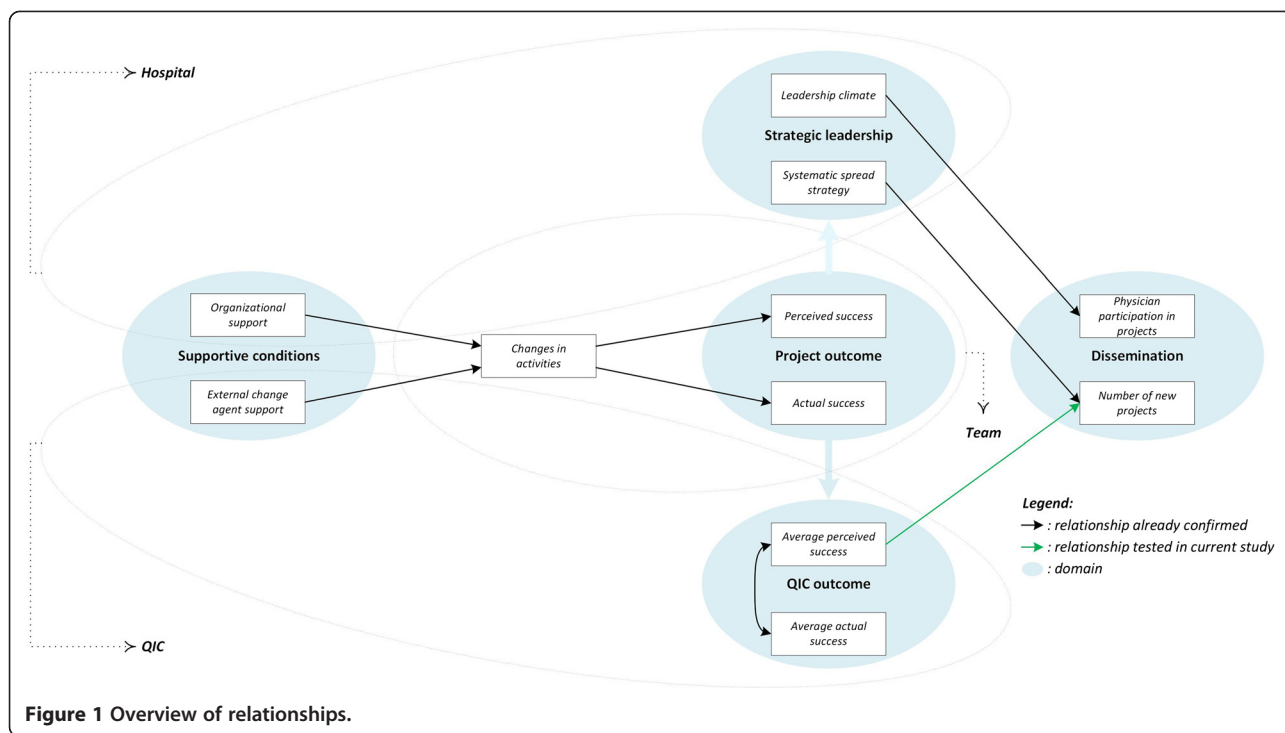 Hospital
Leadership climate
Strategic leadership
Systematic spread
strategy
Organizational
support
Supportive conditions
External change
agent support
Changes in
activities
Perceived success
Project outcome
Actual success
Team
Physician
participation in
projects
Dissemination
Number of new
projects
Average perceived
success
QIC outcome
Average actual
success
QIC
Legend:
: relationship already confirmed
: relationship tested in current study
: domain
Figure 1 Overview of relationships.